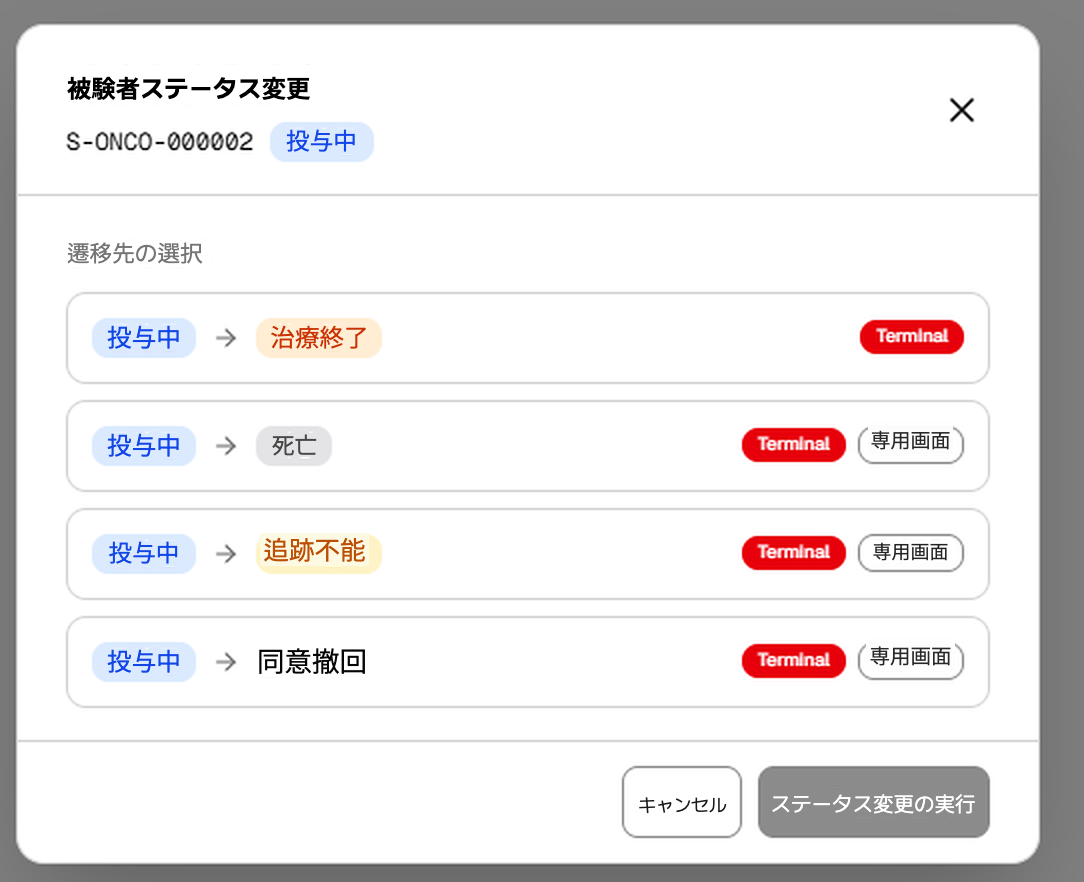 被験者ステータス変更
S-ONCO-000002 投与中
遷移先の選択
投与中 → 治療終了 Terminal
投与中 → 死亡 Terminal 専用画面
投与中 → 追跡不能 Terminal 専用画面
投与中 → 同意撤回 Terminal 専用画面
キャンセル ステータス変更の実行